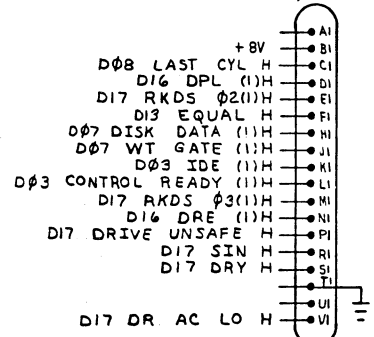 A1
+8V B1
DØ8 LAST CYL H C1
D16 DPL (1)H D1
D17 RKDS Ø2(1)H E1
D13 EQUAL H F1
DØ7 DISK DATA (1)H H1
DØ7 WT GATE (1)H J1
DØ3 IDE (1)H K1
DØ3 CONTROL READY (1)H L1
D17 RKDS Ø3(1)H M1
D16 DRE (1)H N1
D17 DRIVE UNSAFE H P1
D17 SIN H R1
D17 DRY H S1
T1
U1
D17 DR AC LO H V1